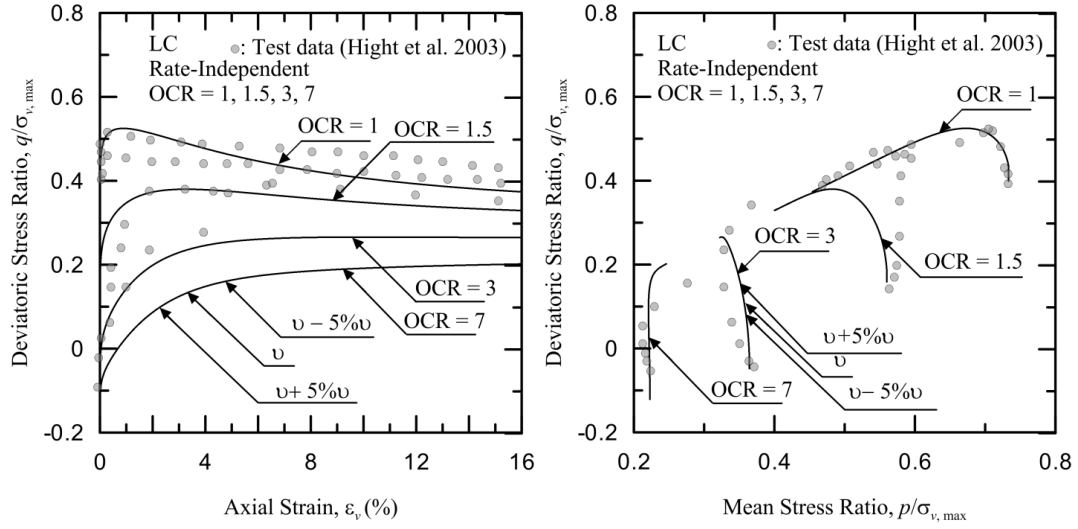 0.8
0.6
0.4
0.2
0
-0.2
Deviatoric Stress Ratio, q/σv, max
LC
: Test data (Hight et al. 2003)
Rate-Independent
OCR = 1, 1.5, 3, 7
OCR = 1
OCR = 1.5
OCR = 3
OCR = 7
υ – 5%υ
υ
υ+ 5%υ
0 4 8 12 16
Axial Strain, εv (%)
0.8
0.6
0.4
0.2
0
-0.2
Deviatoric Stress Ratio, q/σv, max
LC
: Test data (Hight et al. 2003)
Rate-Independent
OCR = 1, 1.5, 3, 7
OCR = 1
OCR = 3
OCR = 1.5
υ+5%υ
υ
υ– 5%υ
OCR = 7
0.2 0.4 0.6 0.8
Mean Stress Ratio, p/σv, max